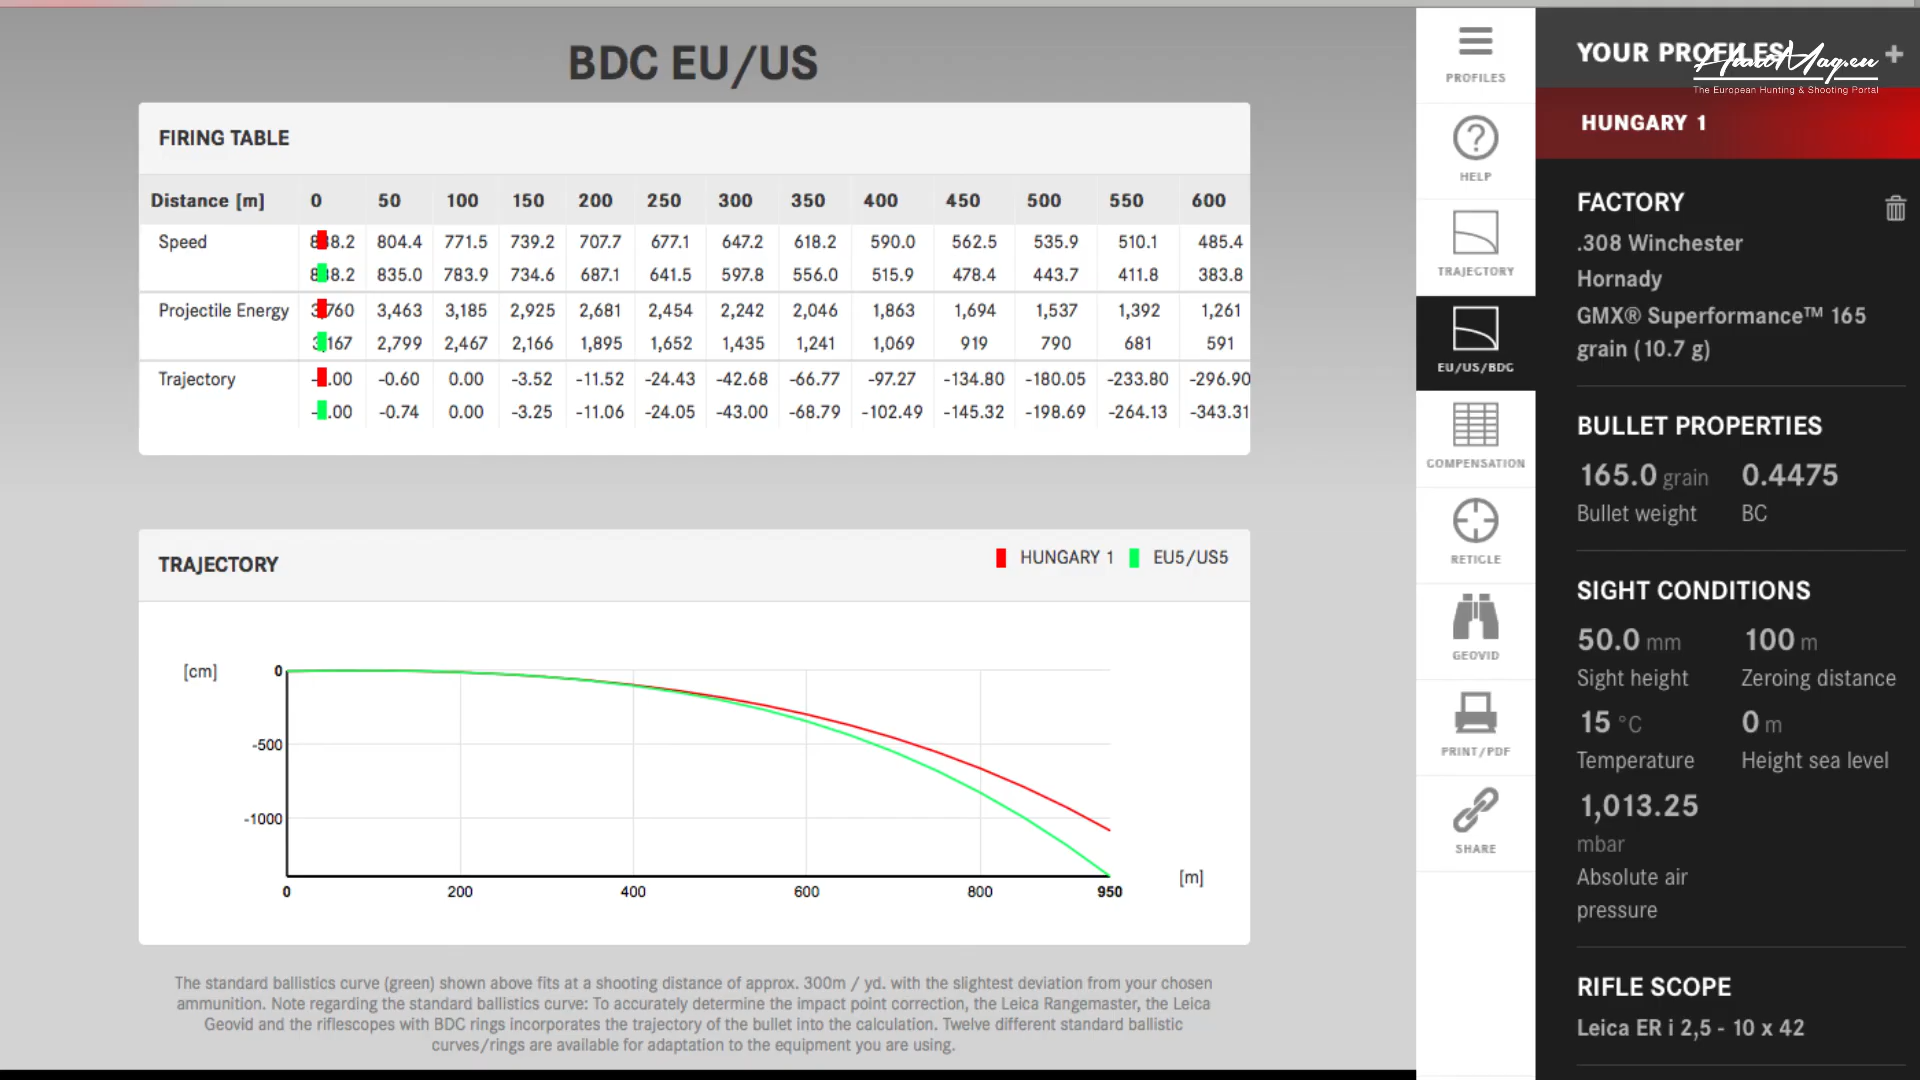 BDC EU/US
FIRING TABLE
Distance [m] 0 50 100 150 200 250 300 350 400 450 500 550 600
Speed 838.2 804.4 771.5 739.2 707.7 677.1 647.2 618.2 590.0 562.5 535.9 510.1 485.4
835.0 783.9 734.6 687.1 641.5 597.8 556.0 515.9 478.4 443.7 411.8 383.8
Projectile Energy 3,760 3,463 3,185 2,925 2,681 2,454 2,242 2,046 1,863 1,694 1,537 1,392 1,261
3,167 2,799 2,467 2,166 1,895 1,652 1,435 1,241 1,069 919 790 681 591
Trajectory -0.60 0.00 -3.52 -11.52 -24.43 -42.68 -66.77 -97.27 -134.80 -180.05 -233.80 -296.90
-0.74 0.00 -3.25 -11.06 -24.05 -43.00 -68.79 -102.49 -145.32 -198.69 -264.13 -343.31
TRAJECTORY
HUNGARY 1 EU5/US5
[cm]
0
-500
-1000
0 200 400 600 800 950
[m]
The standard ballistics curve (green) shown above fits at a shooting distance of approx. 300m / yd. with the slightest deviation from your chosen
ammunition. Note regarding the standard ballistics curve: To accurately determine the impact point correction, the Leica Rangemaster, the Leica
Geovid and the riflescopes with BDC rings incorporates the trajectory of the bullet into the calculation. Twelve different standard ballistic
curves/rings are available for adaptation to the equipment you are using.
PROFILES
HELP
TRAJECTORY
EU/US/BDC
COMPENSATION
RETICLE
GEOVID
PRINT/PDF
SHARE
YOUR PROFILES
HuntMag.eu
The European Hunting & Shooting Portal
HUNGARY 1
FACTORY
.308 Winchester
Hornady
GMX® Superformance™ 165
grain (10.7 g)
BULLET PROPERTIES
165.0 grain 0.4475
Bullet weight BC
SIGHT CONDITIONS
50.0 mm 100 m
Sight height Zeroing distance
15 °C 0 m
Temperature Height sea level
1,013.25
mbar
Absolute air
pressure
RIFLE SCOPE
Leica ER i 2,5 - 10 x 42